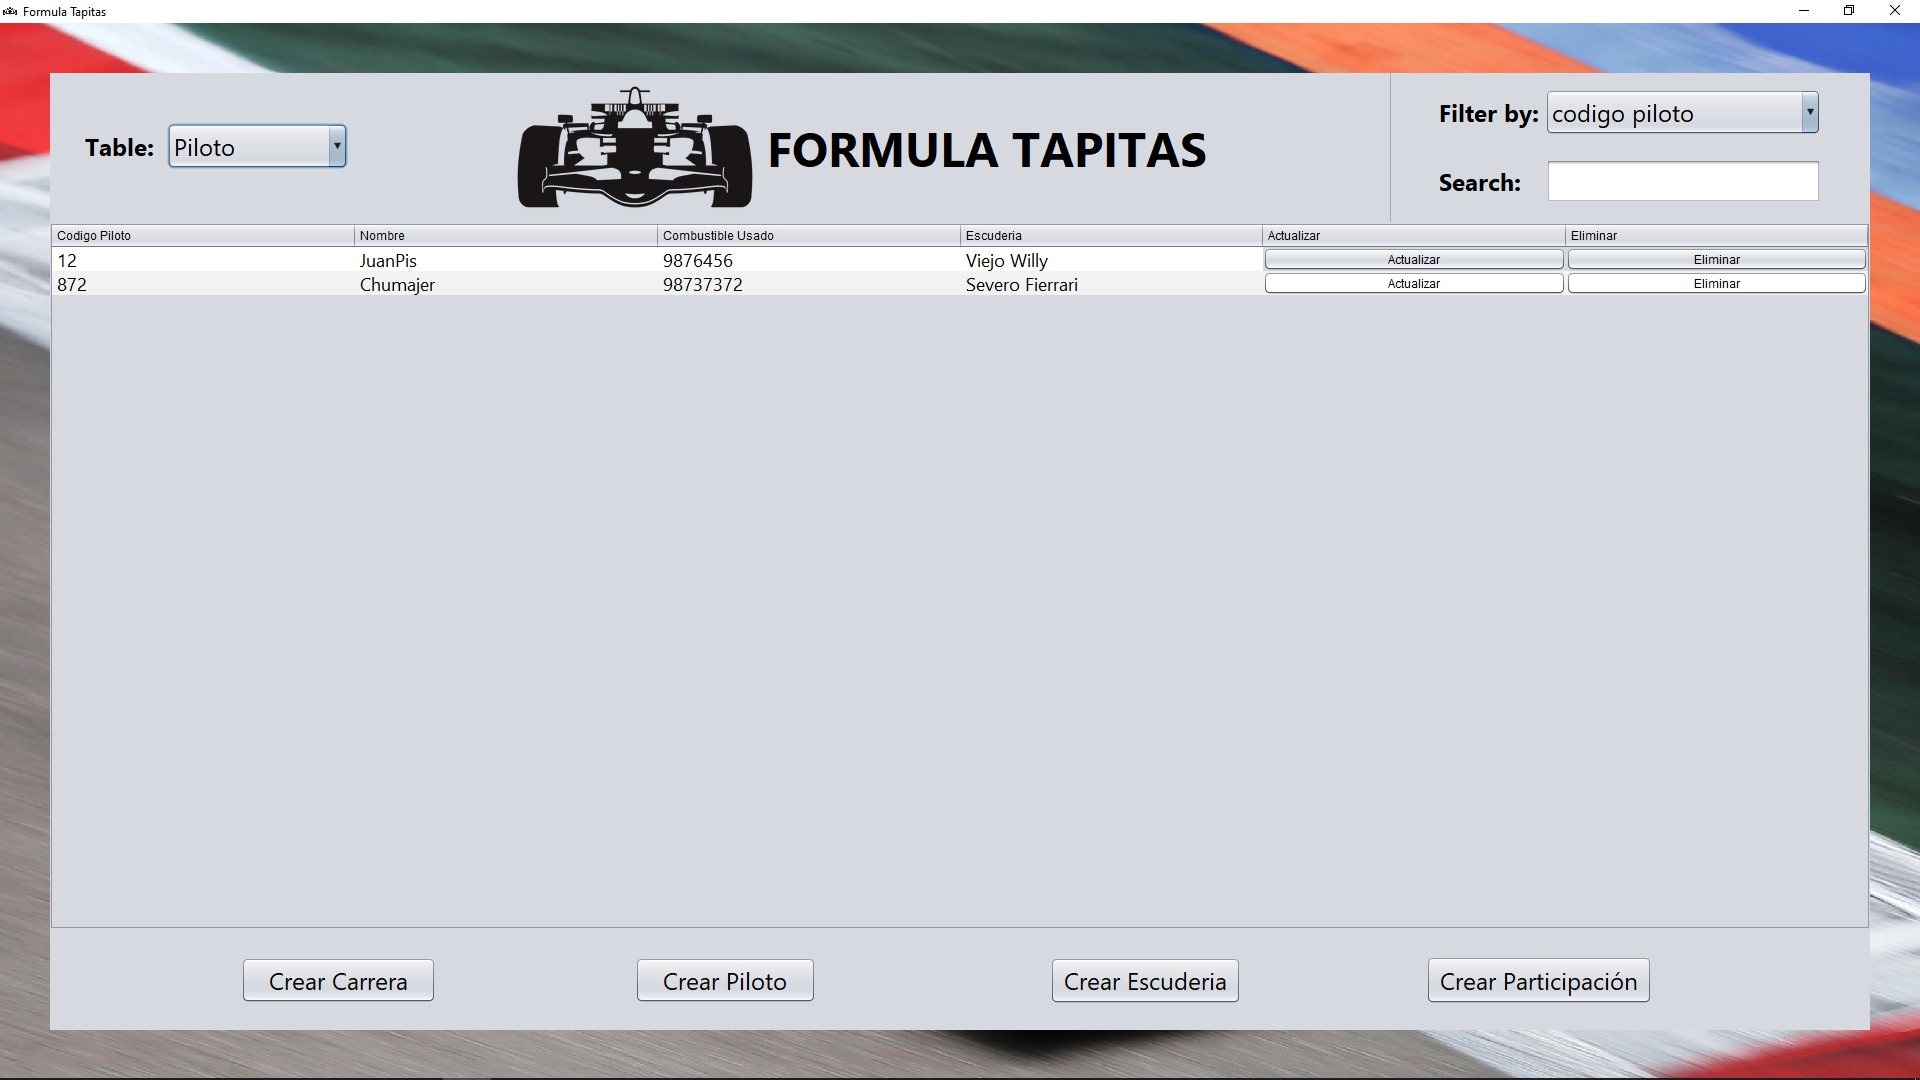 Formula Tapitas
Table: Piloto
FORMULA TAPITAS
Filter by: codigo piloto
Search:
Codigo Piloto Nombre Combustible Usado Escuderia Actualizar Eliminar
12 JuanPis 9876456 Viejo Willy Actualizar Eliminar
872 Chumajer 98737372 Severo Fierrari Actualizar Eliminar
Crear Carrera Crear Piloto Crear Escuderia Crear Participación